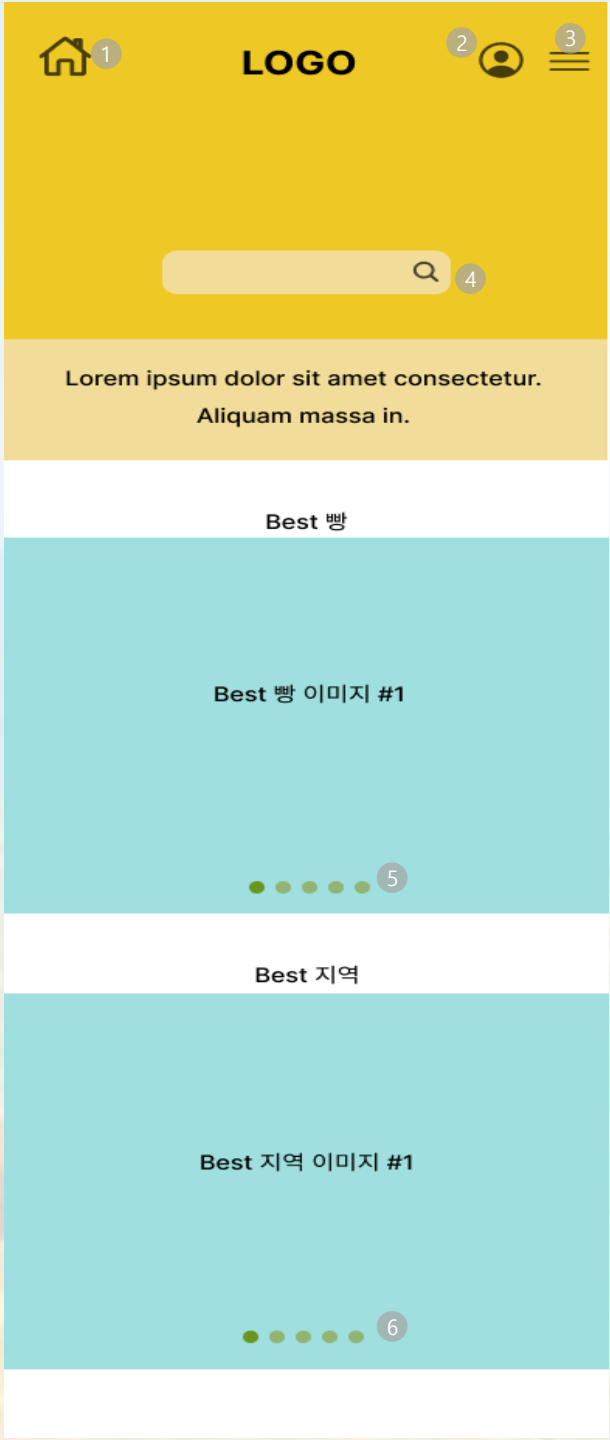 1
LOGO
2
3
4
Lorem ipsum dolor sit amet consectetur.
Aliquam massa in.
Best 빵
Best 빵 이미지 #1
5
Best 지역
Best 지역 이미지 #1
6